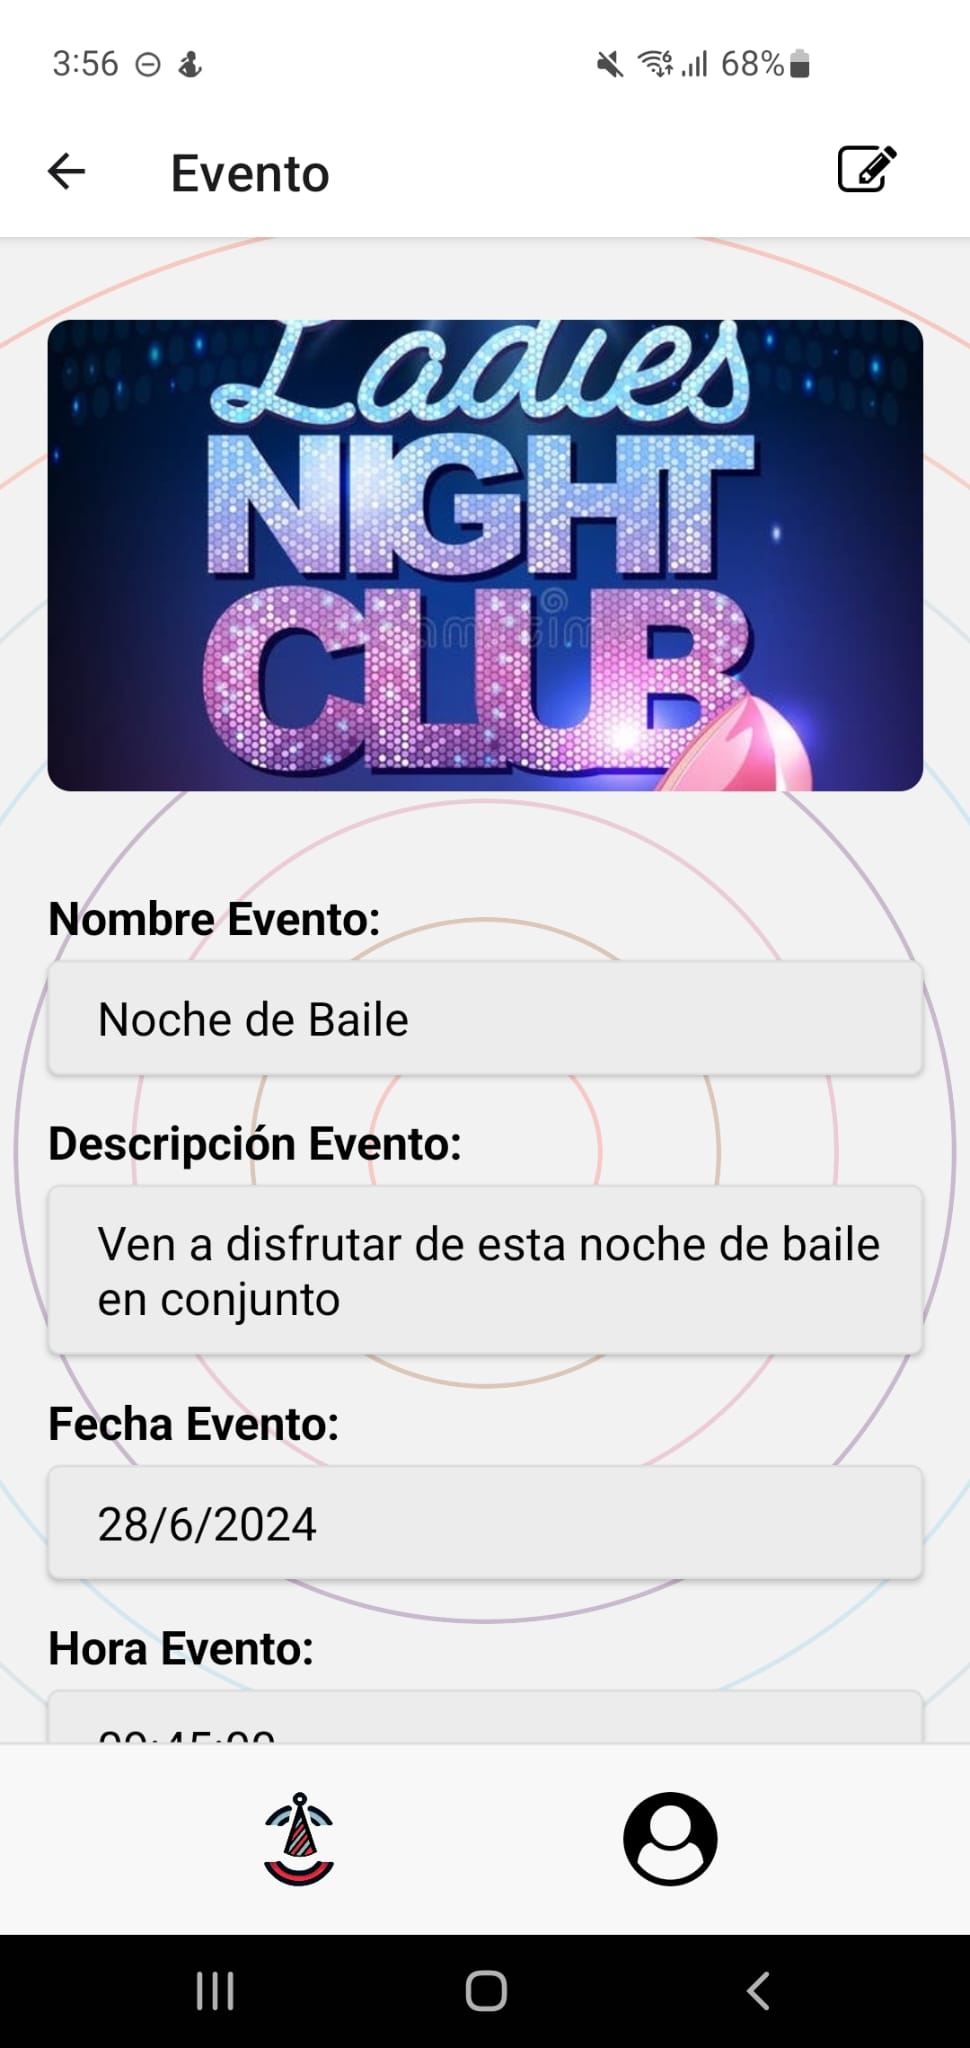 3:56
68%
Evento
Ladies
NIGHT
CLUB
Nombre Evento:
Noche de Baile
Descripción Evento:
Ven a disfrutar de esta noche de baile
en conjunto
Fecha Evento:
28/6/2024
Hora Evento: